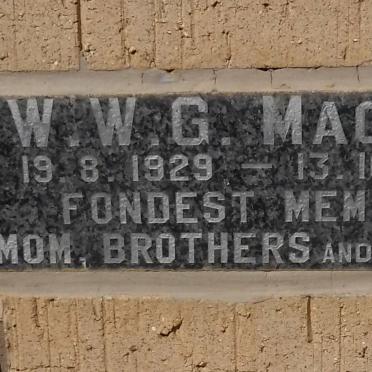 W.W.G. MAC
19.8.1929 – 13.1
FONDEST MEM
MOM, BROTHERS AND